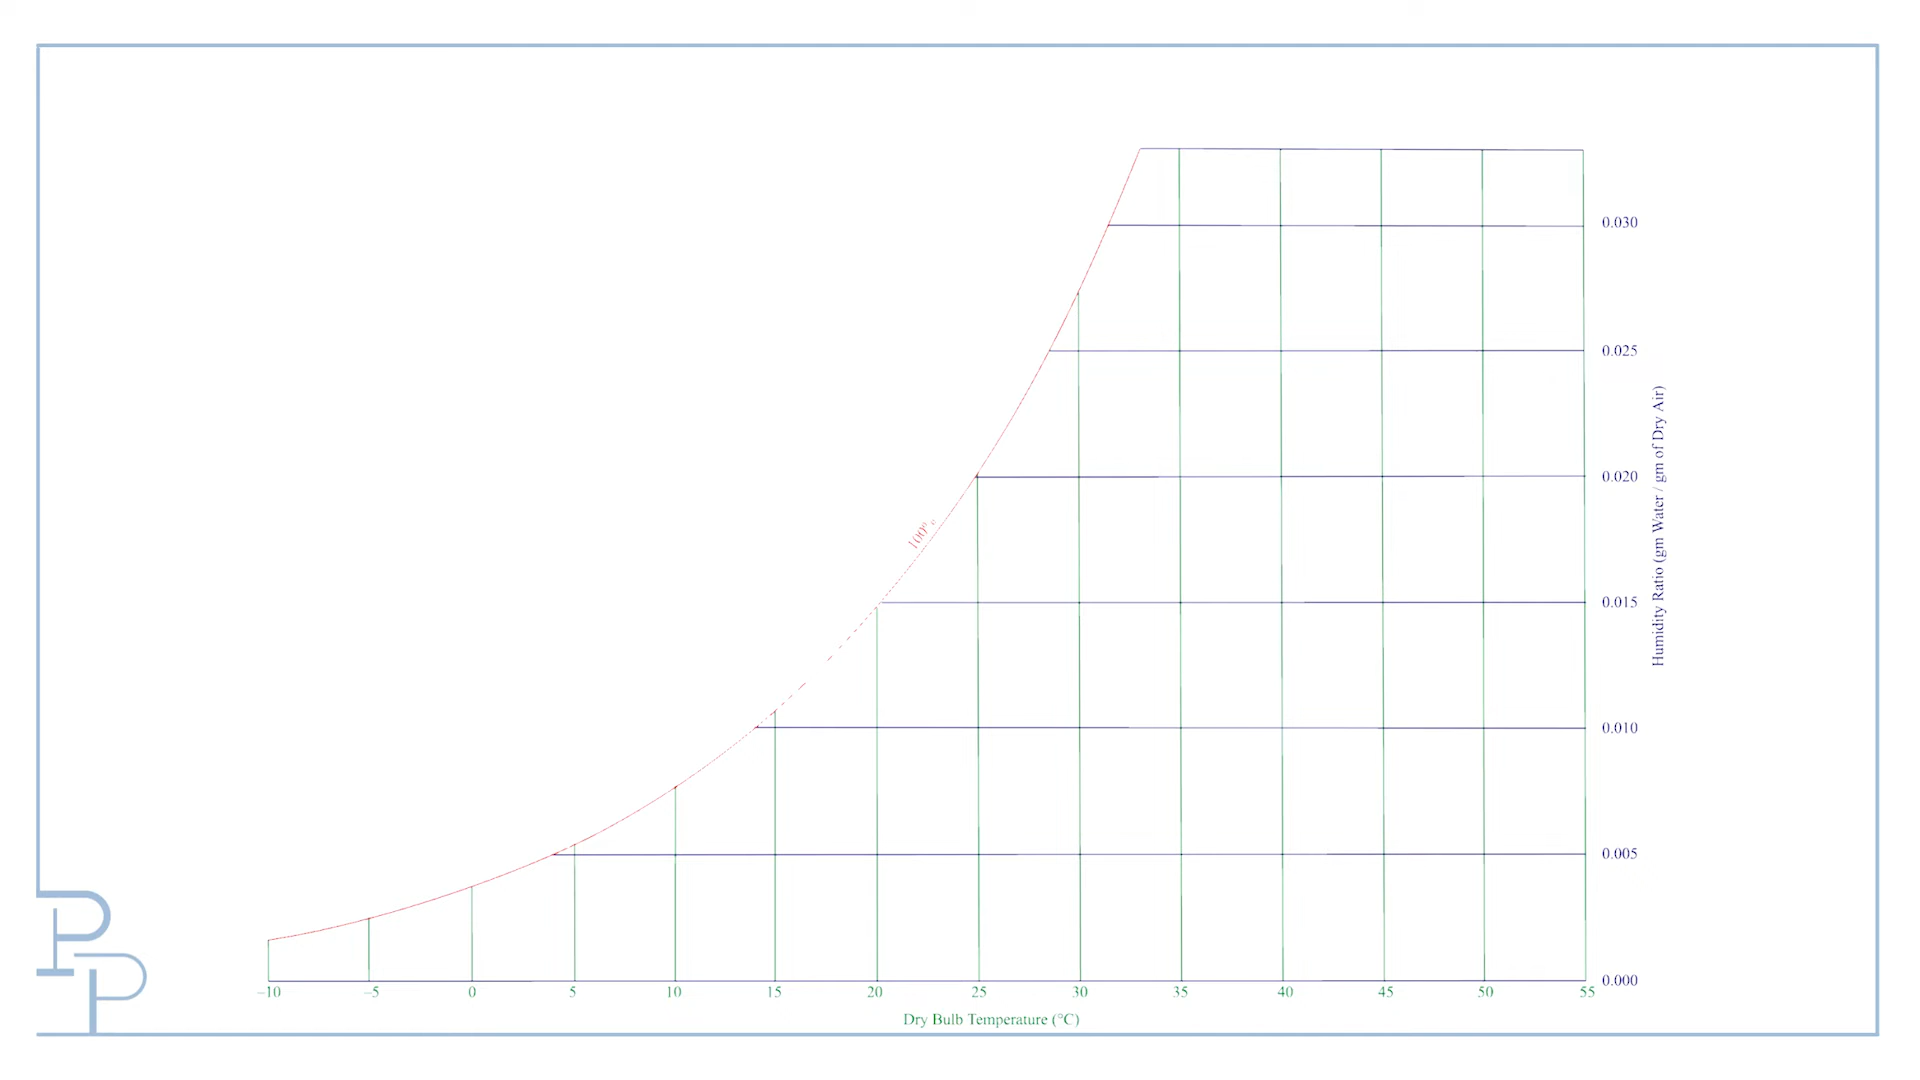 0.030
0.025
0.020
0.015
0.010
0.005
0.000
Humidity Ratio (gm Water / gm of Dry Air)
100%
–10 –5 0 5 10 15 20 25 30 35 40 45 50 55
Dry Bulb Temperature (°C)
PP